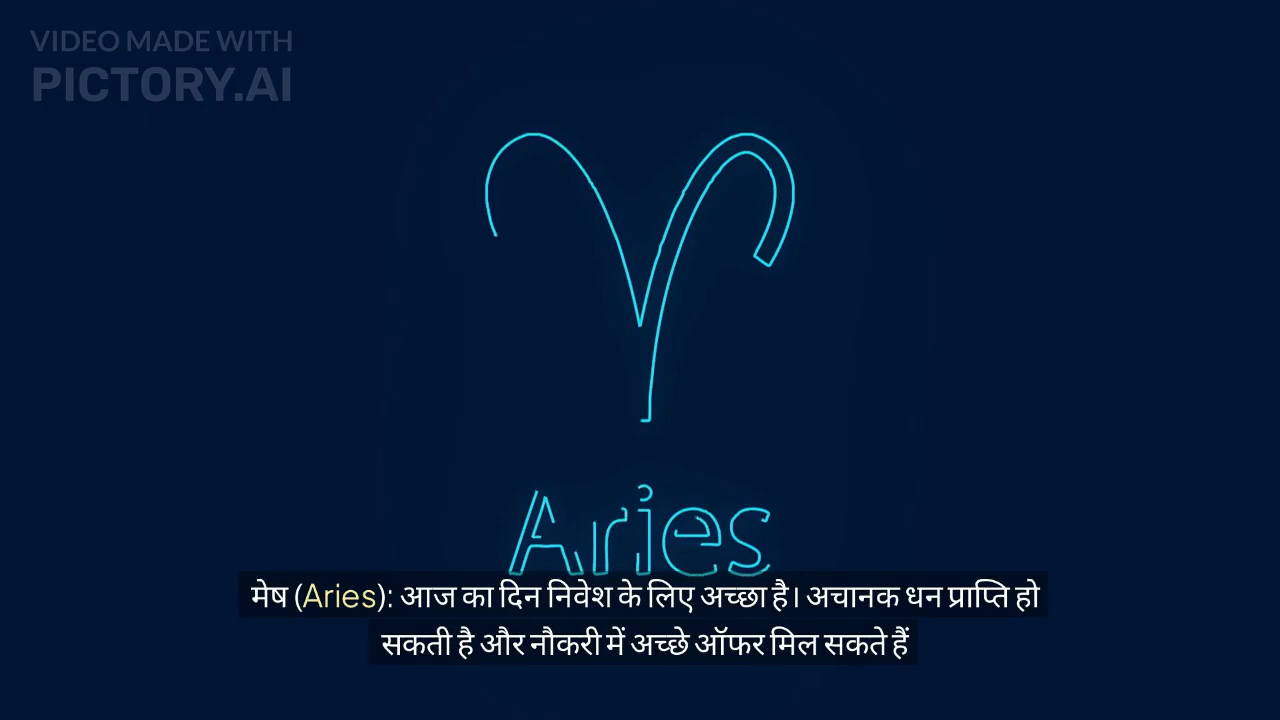 VIDEO MADE WITH
PICTORY.AI
Aries
मेष (Aries): आज का दिन निवेश के लिए अच्छा है। अचानक धन प्राप्ति हो
सकती है और नौकरी में अच्छे ऑफर मिल सकते हैं